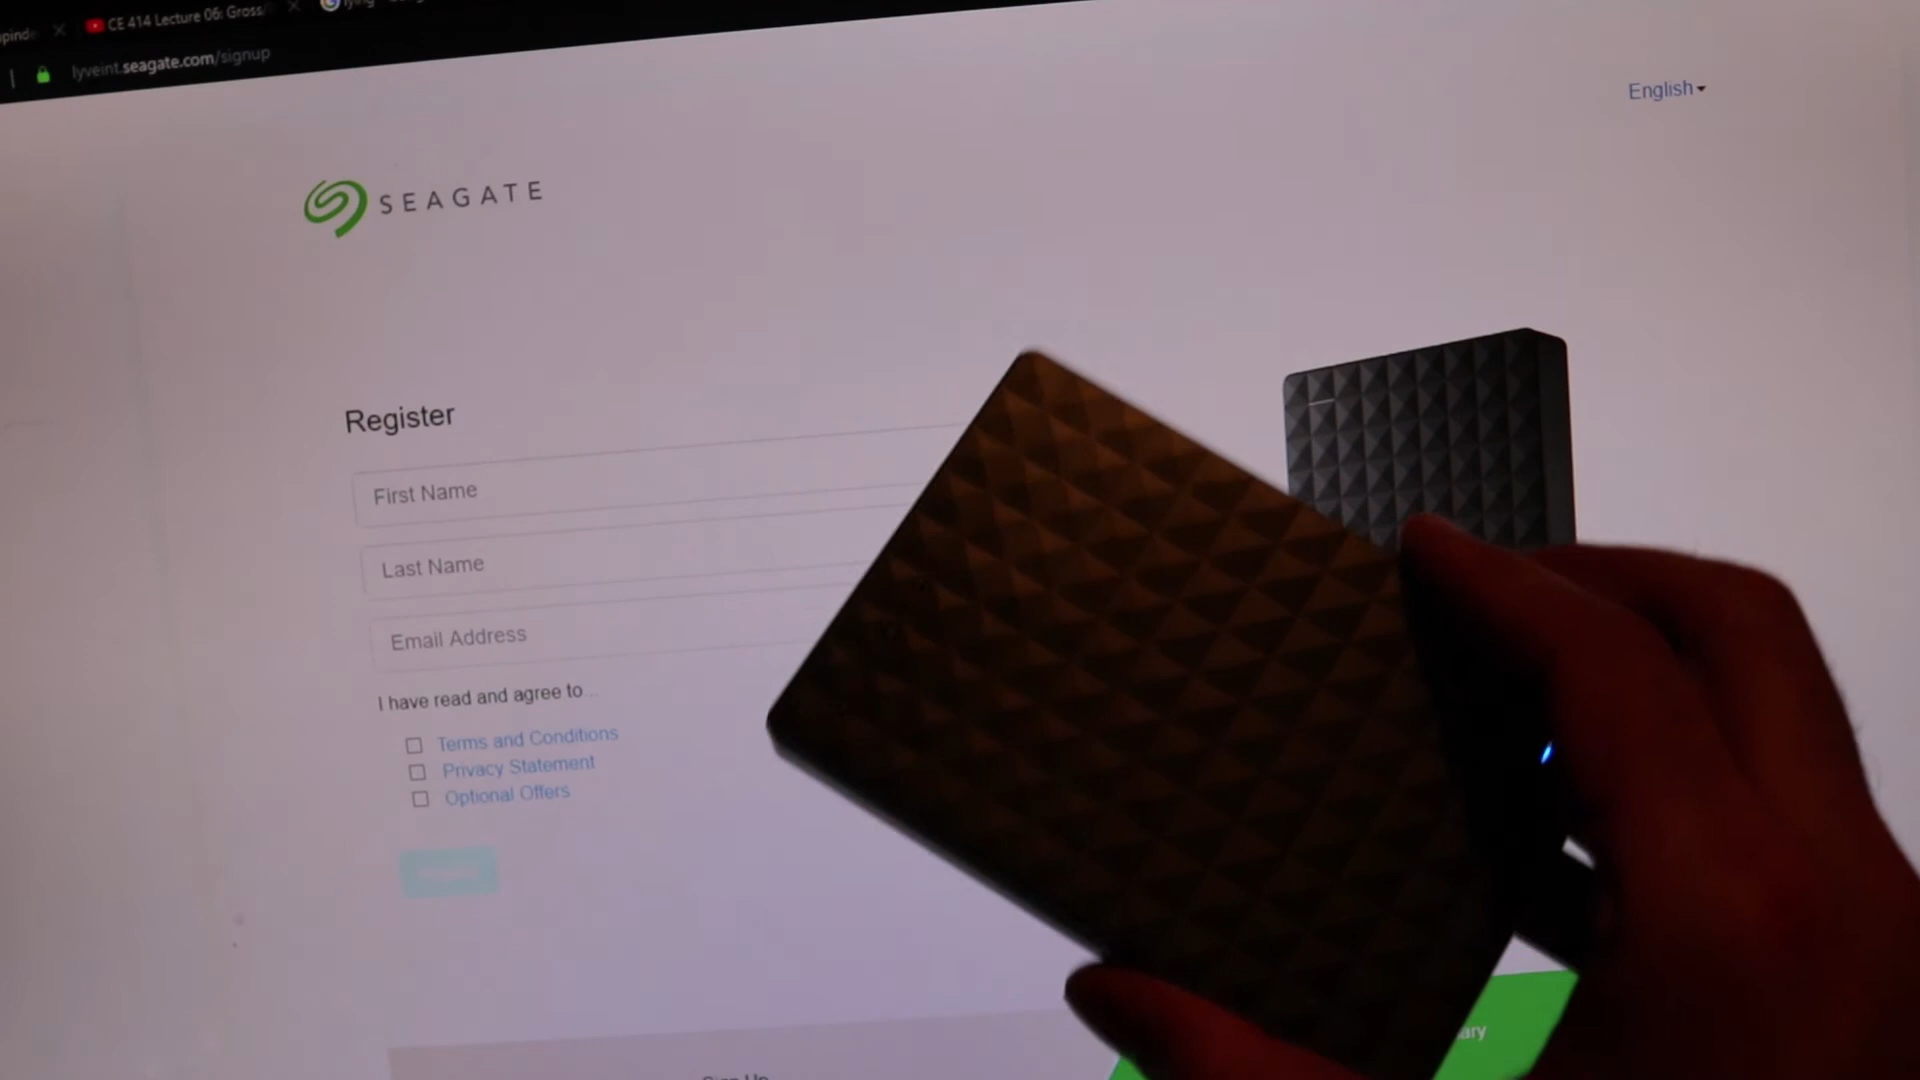 CE 414 Lecture 06: Gross
lyveint.seagate.com/signup
English
SEAGATE
Register
First Name
Last Name
Email Address
I have read and agree to...
Terms and Conditions
Privacy Statement
Optional Offers